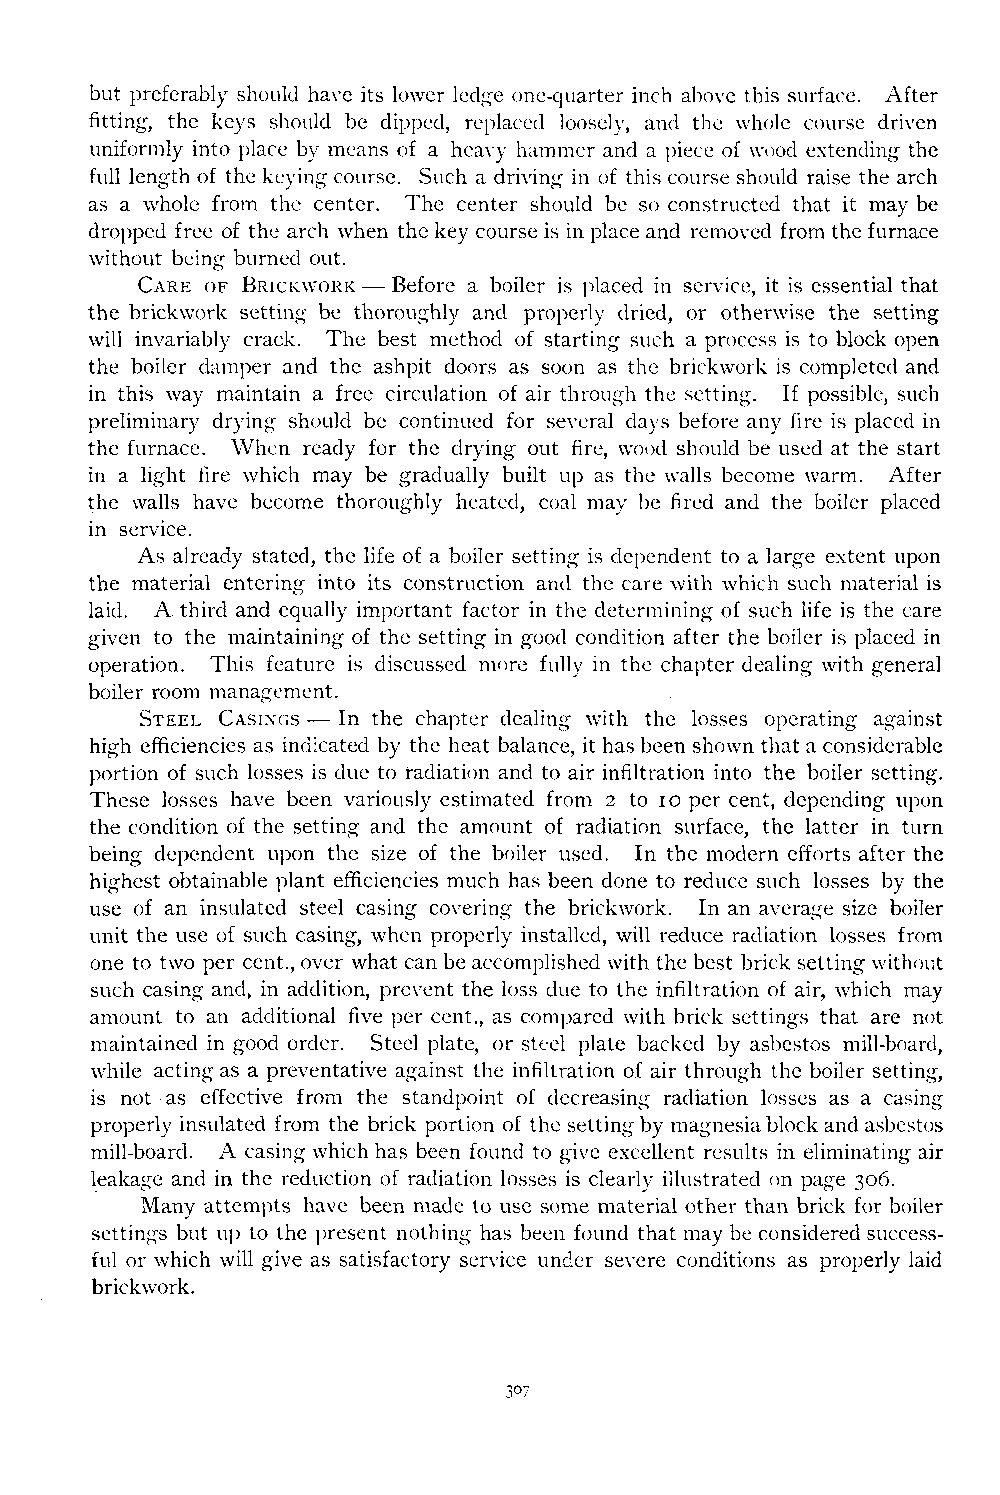 but preferably should have its lower ledge one-quarter inch above this surface. After
fitting, the keys should be dipped, replaced loosely, and the whole course driven
uniformly into place by means of a heavy hammer and a piece of wood extending the
full length of the keying course. Such a driving in of this course should raise the arch
as a whole from the center. The center should be so constructed that it may be
dropped free of the arch when the key course is in place and removed from the furnace
without being burned out.
CARE OF BRICKWORK — Before a boiler is placed in service, it is essential that
the brickwork setting be thoroughly and properly dried, or otherwise the setting
will invariably crack. The best method of starting such a process is to block open
the boiler damper and the ashpit doors as soon as the brickwork is completed and
in this way maintain a free circulation of air through the setting. If possible, such
preliminary drying should be continued for several days before any fire is placed in
the furnace. When ready for the drying out fire, wood should be used at the start
in a light fire which may be gradually built up as the walls become warm. After
the walls have become thoroughly heated, coal may be fired and the boiler placed
in service.
As already stated, the life of a boiler setting is dependent to a large extent upon
the material entering into its construction and the care with which such material is
laid. A third and equally important factor in the determining of such life is the care
given to the maintaining of the setting in good condition after the boiler is placed in
operation. This feature is discussed more fully in the chapter dealing with general
boiler room management.
STEEL CASINGS — In the chapter dealing with the losses operating against
high efficiencies as indicated by the heat balance, it has been shown that a considerable
portion of such losses is due to radiation and to air infiltration into the boiler setting.
These losses have been variously estimated from 2 to 10 per cent, depending upon
the condition of the setting and the amount of radiation surface, the latter in turn
being dependent upon the size of the boiler used. In the modern efforts after the
highest obtainable plant efficiencies much has been done to reduce such losses by the
use of an insulated steel casing covering the brickwork. In an average size boiler
unit the use of such casing, when properly installed, will reduce radiation losses from
one to two per cent., over what can be accomplished with the best brick setting without
such casing and, in addition, prevent the loss due to the infiltration of air, which may
amount to an additional five per cent., as compared with brick settings that are not
maintained in good order. Steel plate, or steel plate backed by asbestos mill-board,
while acting as a preventative against the infiltration of air through the boiler setting,
is not as effective from the standpoint of decreasing radiation losses as a casing
properly insulated from the brick portion of the setting by magnesia block and asbestos
mill-board. A casing which has been found to give excellent results in eliminating air
leakage and in the reduction of radiation losses is clearly illustrated on page 306.
Many attempts have been made to use some material other than brick for boiler
settings but up to the present nothing has been found that may be considered success-
ful or which will give as satisfactory service under severe conditions as properly laid
brickwork.
307